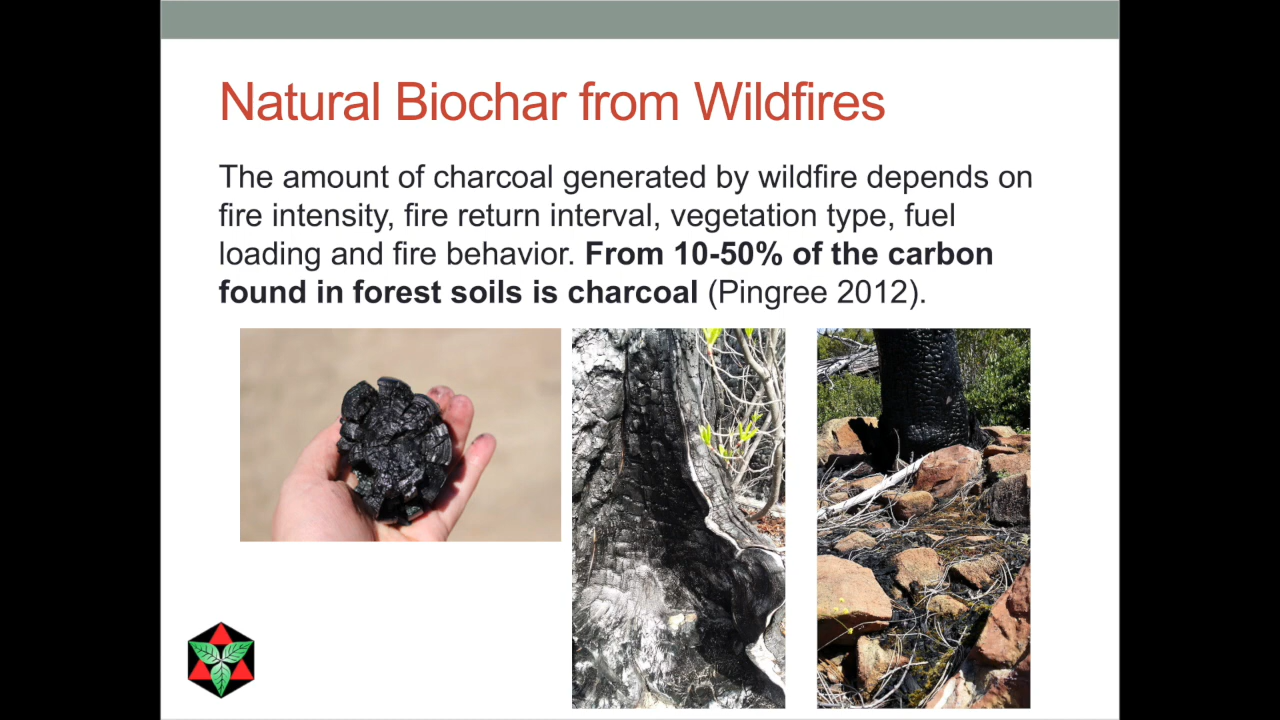 Natural Biochar from Wildfires
The amount of charcoal generated by wildfire depends on
fire intensity, fire return interval, vegetation type, fuel
loading and fire behavior. From 10-50% of the carbon
found in forest soils is charcoal (Pingree 2012).